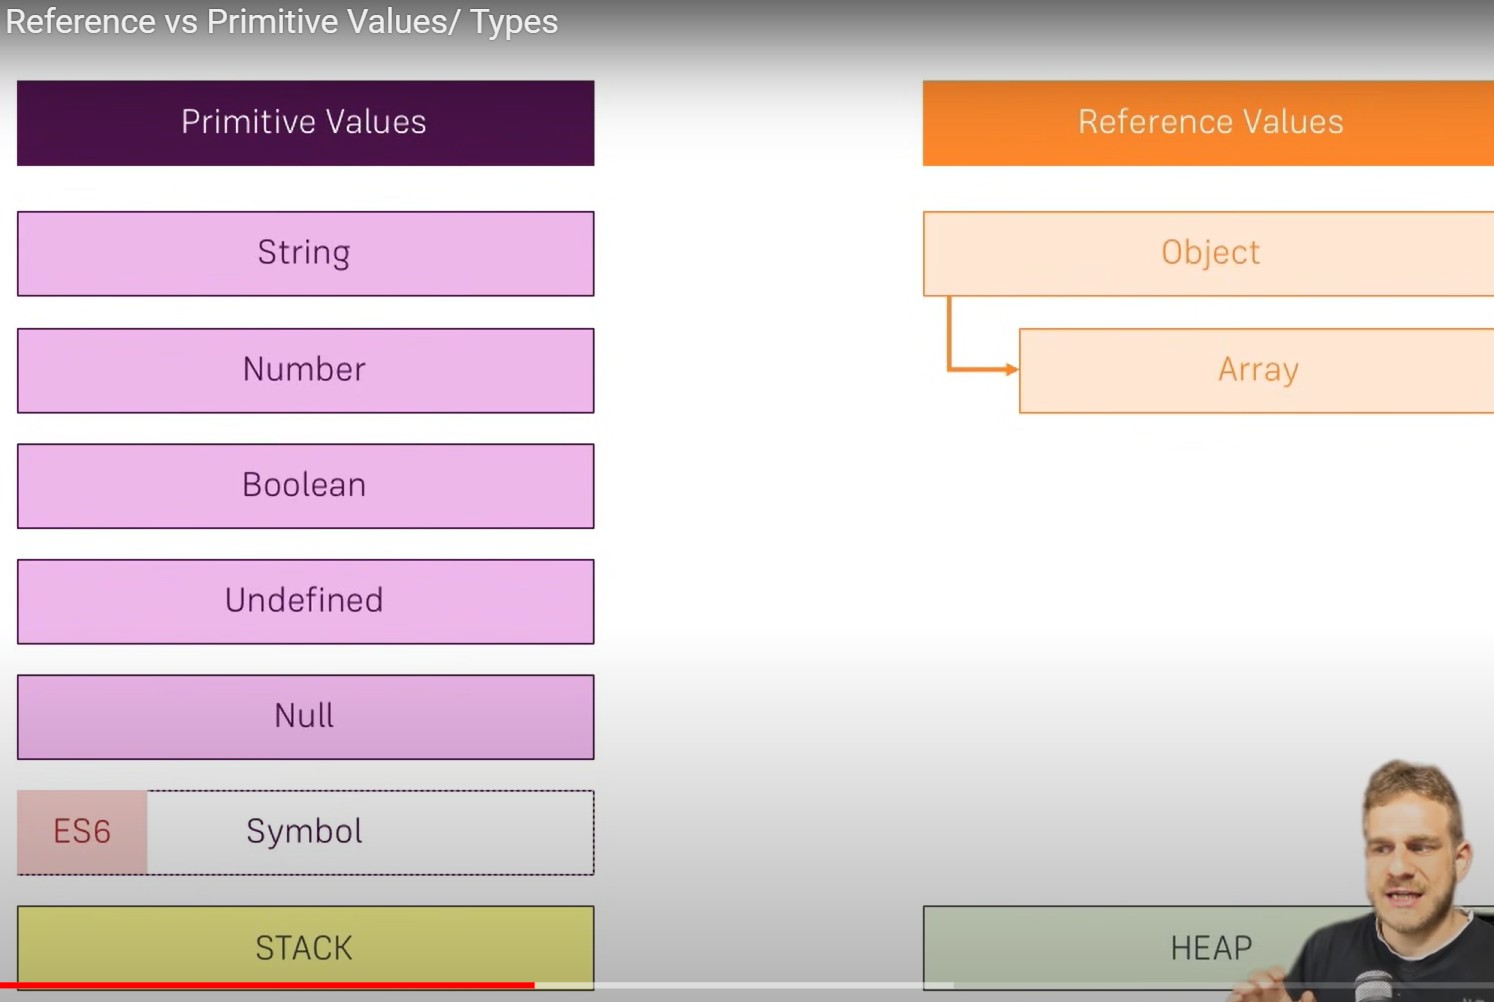 Reference vs Primitive Values/ Types
Primitive Values
Reference Values
String
Object
Number
Array
Boolean
Undefined
Null
ES6
Symbol
STACK
HEAP